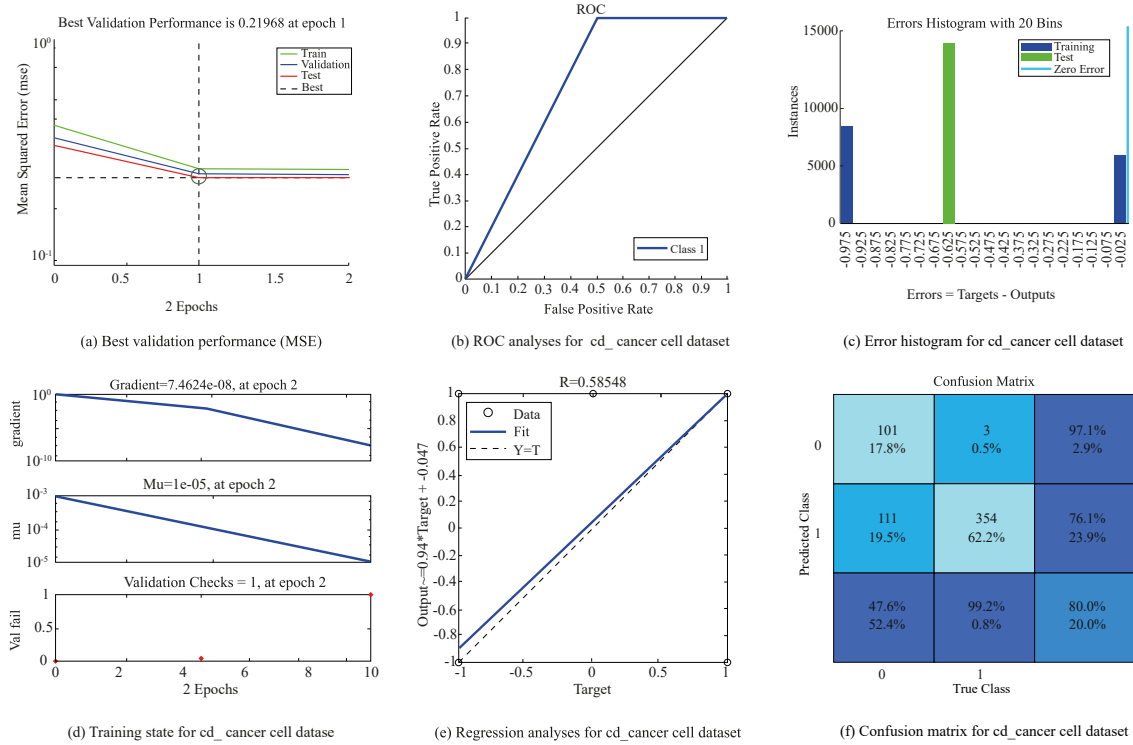 Best Validation Performance is 0.21968 at epoch 1
10^0
10^-1
Mean Squared Error (mse)
Train
Validation
Test
Best
0 0.5 1 1.5 2
2 Epochs
(a) Best validation performance (MSE)
ROC
1
0.9
0.8
0.7
0.6
0.5
0.4
0.3
0.2
0.1
0
True Positive Rate
Class 1
0 0.1 0.2 0.3 0.4 0.5 0.6 0.7 0.8 0.9 1
False Positive Rate
(b) ROC analyses for cd_ cancer cell dataset
Errors Histogram with 20 Bins
15000
10000
5000
0
Instances
Training
Test
Zero Error
-0.975 -0.925 -0.875 -0.825 -0.775 -0.725 -0.675 -0.625 -0.575 -0.525 -0.475 -0.425 -0.375 -0.325 -0.275 -0.225 -0.175 -0.125 -0.075 -0.025
Errors = Targets - Outputs
(c) Error histogram for cd_cancer cell dataset
Gradient=7.4624e-08, at epoch 2
10^0
gradient
10^-10
Mu=1e-05, at epoch 2
10^-3
mu
10^-4
10^-5
Validation Checks = 1, at epoch 2
1
Val fail
0.5
0
0 2 4 6 8 10
2 Epochs
(d) Training state for cd_ cancer cell datase
R=0.58548
1
0.8
0.6
0.4
0.2
0
-0.2
-0.4
-0.6
-0.8
-1
Output~=0.94*Target + -0.047
Data
Fit
Y=T
-1 -0.5 0 0.5 1
Target
(e) Regression analyses for cd_cancer cell dataset
Confusion Matrix
Predicted Class
0
101 3 97.1%
17.8% 0.5% 2.9%
1
111 354 76.1%
19.5% 62.2% 23.9%
47.6% 99.2% 80.0%
52.4% 0.8% 20.0%
0 1
True Class
(f) Confusion matrix for cd_cancer cell dataset